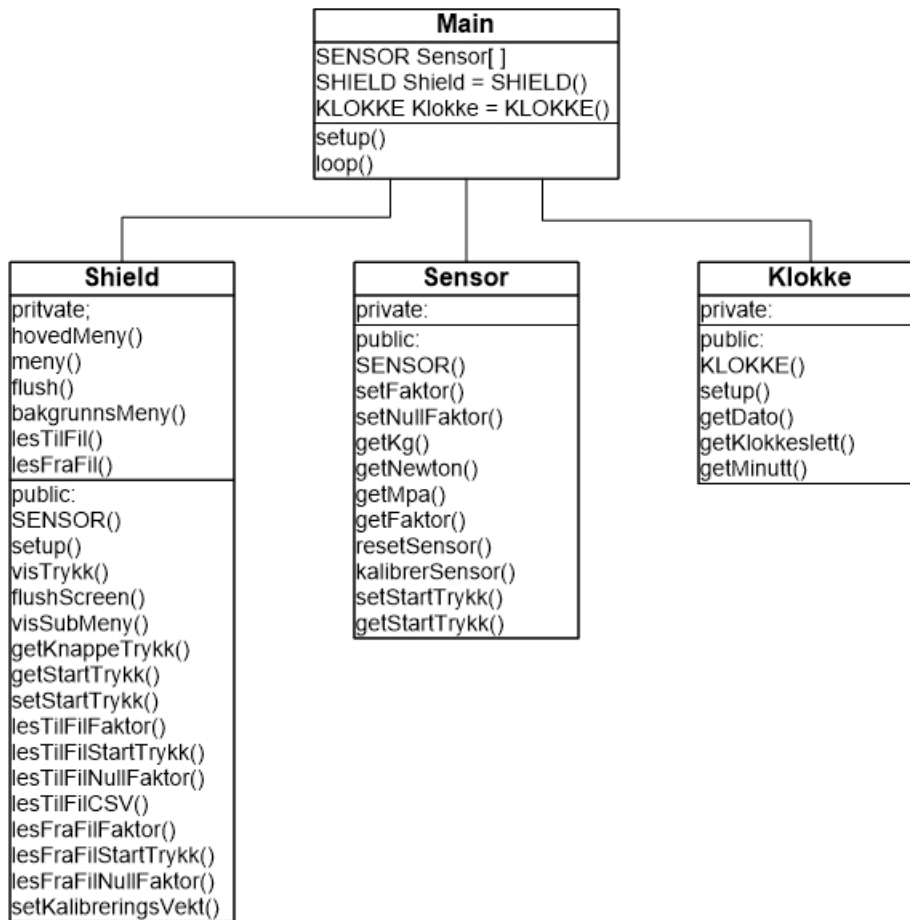 Main
SENSOR Sensor[ ]
SHIELD Shield = SHIELD()
KLOKKE Klokke = KLOKKE()
setup()
loop()
Shield
pritvate;
hovedMeny()
meny()
flush()
bakgrunnsMeny()
lesTilFil()
lesFraFil()
public:
SENSOR()
setup()
visTrykk()
flushScreen()
visSubMeny()
getKnappeTrykk()
getStartTrykk()
setStartTrykk()
lesTilFilFaktor()
lesTilFilStartTrykk()
lesTilFilNullFaktor()
lesTilFilCSV()
lesFraFilFaktor()
lesFraFilStartTrykk()
lesFraFilNullFaktor()
setKalibreringsVekt()
Sensor
private:
public:
SENSOR()
setFaktor()
setNullFaktor()
getKg()
getNewton()
getMpa()
getFaktor()
resetSensor()
kalibrerSensor()
setStartTrykk()
getStartTrykk()
Klokke
private:
public:
KLOKKE()
setup()
getDato()
getKlokkeslett()
getMinutt()